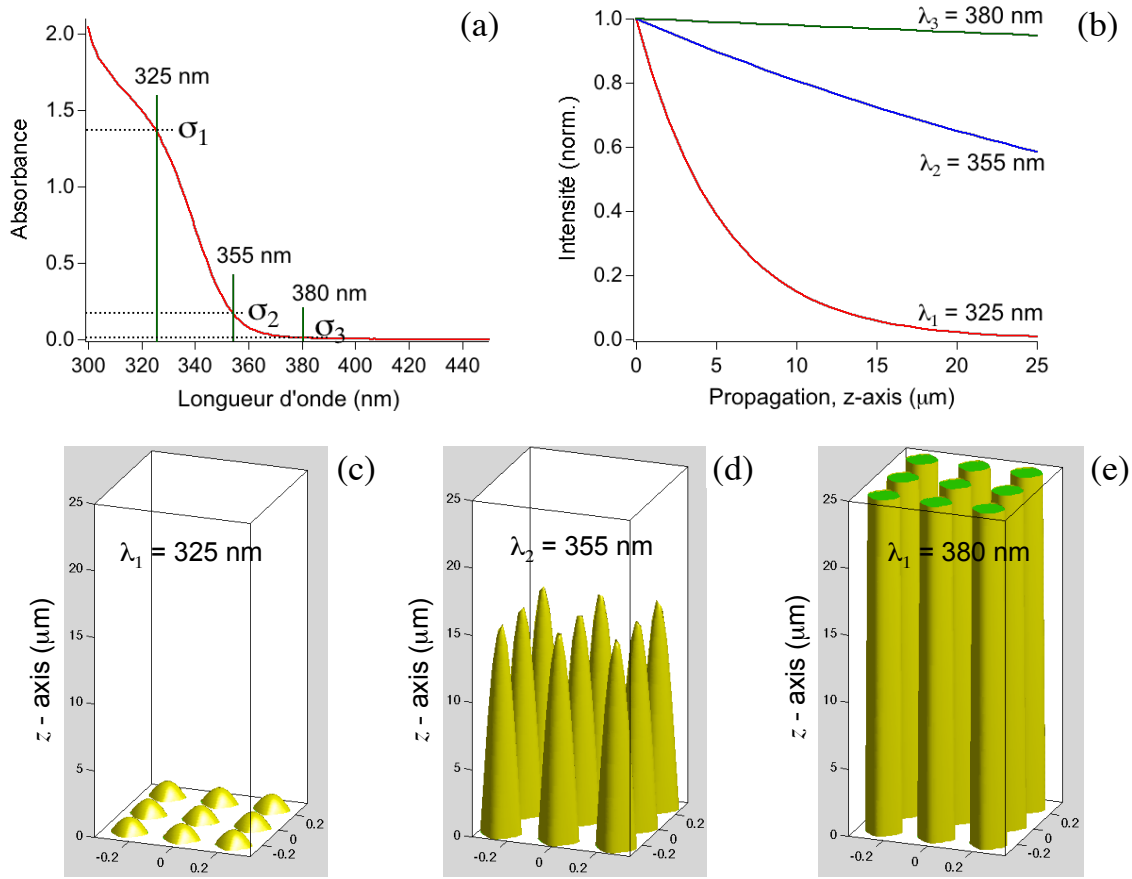 (a)
2.0
1.5
1.0
0.5
0.0
Absorbance
325 nm
σ1
355 nm
σ2
380 nm
σ3
300 320 340 360 380 400 420 440
Longueur d'onde (nm)
(b)
1.0
0.8
0.6
0.4
0.2
0.0
Intensité (norm.)
λ3 = 380 nm
λ2 = 355 nm
λ1 = 325 nm
0 5 10 15 20 25
Propagation, z-axis (μm)
(c)
λ1 = 325 nm
z - axis (μm)
25
20
15
10
5
0
-0.2 0 0.2
-0.2 0 0.2
(d)
λ2 = 355 nm
z - axis (μm)
25
20
15
10
5
0
-0.2 0 0.2
-0.2 0 0.2
(e)
λ1 = 380 nm
z - axis (μm)
25
20
15
10
5
0
-0.2 0 0.2
-0.2 0 0.2